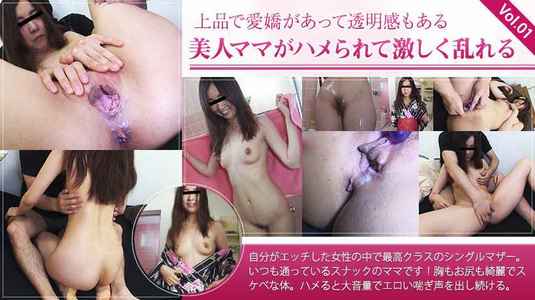 上品で愛嬌があって透明感もある
美人ママがハメられて激しく乱れる
Vol.01
自分がエッチした女性の中で最高クラスのシングルマザー。
いつも通っているスナックのママです！胸もお尻も綺麗でス
ケベな体。ハメると大音量でエロい喘ぎ声を出し続ける。